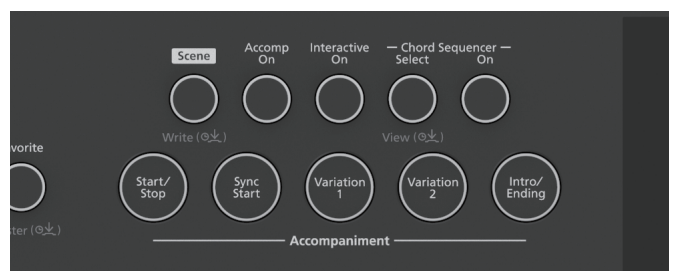 Scene
Accomp
On
Interactive
On
Chord Sequencer
Select
On
Write
View
vorite
Start/
Stop
Sync
Start
Variation
1
Variation
2
Intro/
Ending
ster
Accompaniment